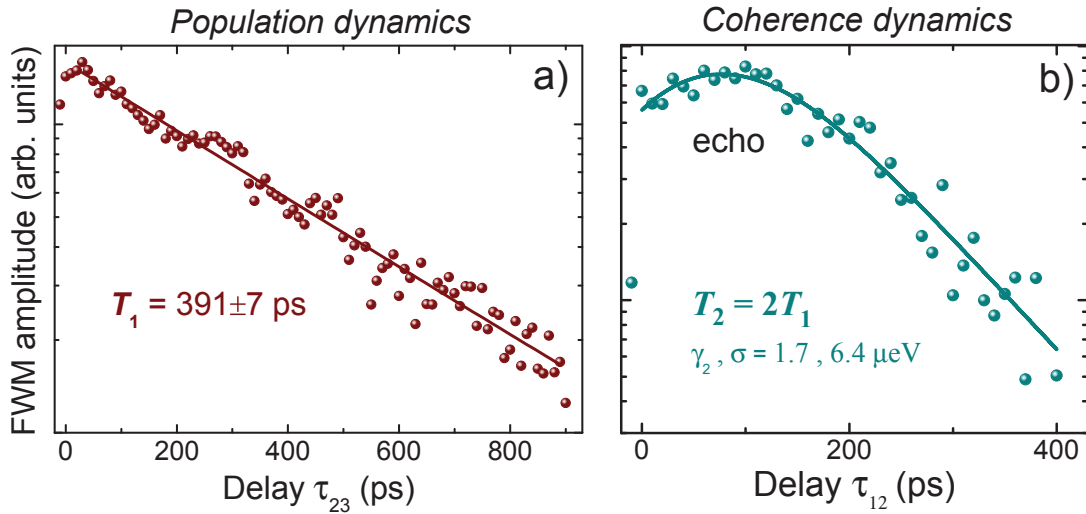 Population dynamics
Coherence dynamics
FWM amplitude (arb. units)
a)
T₁ = 391±7 ps
0 200 400 600 800
Delay τ₂₃ (ps)
b)
echo
T₂ = 2T₁
γ₂ , σ = 1.7 , 6.4 μeV
0 200 400
Delay τ₁₂ (ps)